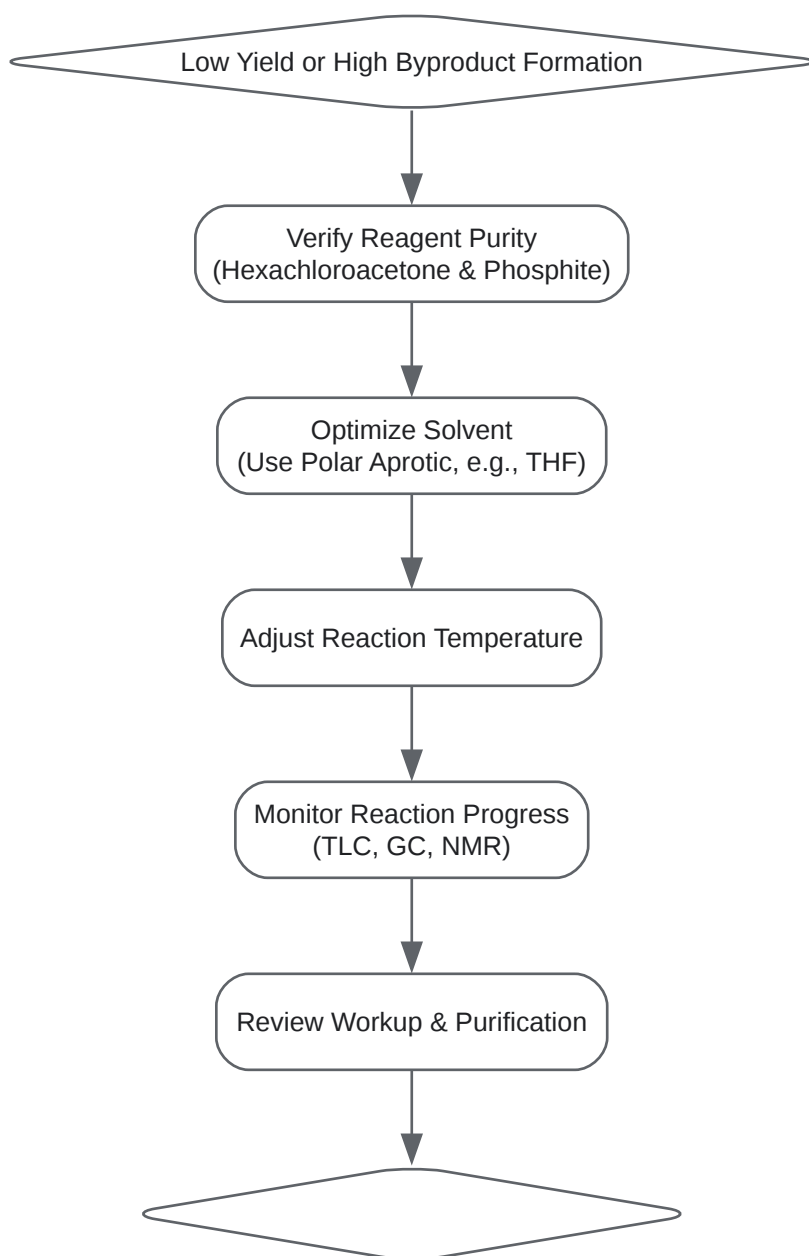 Low Yield or High Byproduct Formation
Verify Reagent Purity
(Hexachloroacetone & Phosphite)
Optimize Solvent
(Use Polar Aprotic, e.g., THF)
Adjust Reaction Temperature
Monitor Reaction Progress
(TLC, GC, NMR)
Review Workup & Purification